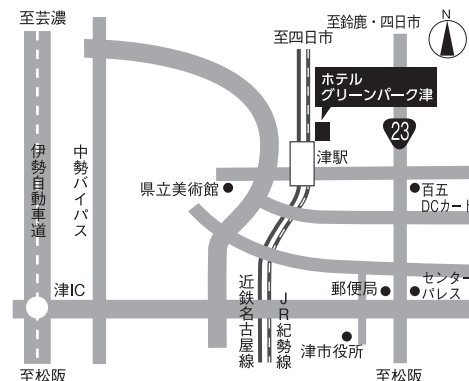 至芸濃
至鈴鹿・四日市
N
至四日市
ホテル
グリーンパーク津
23
伊勢自動車道
中勢バイパス
津駅
県立美術館
百五
DCカード
津IC
近鉄名古屋線
JR紀勢線
郵便局
センター
パレス
津市役所
至松阪
至松阪